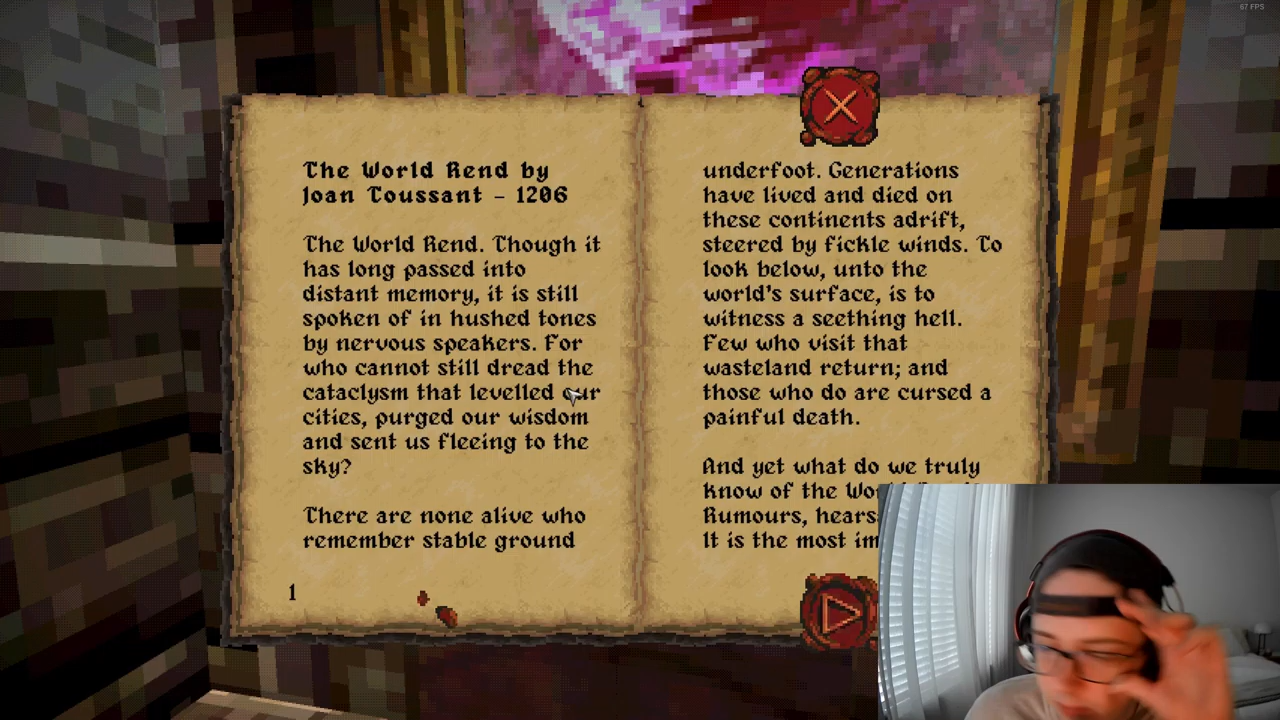 67 FPS
The World Rend by
Joan Toussant - 1206
The World Rend. Though it
has long passed into
distant memory, it is still
spoken of in hushed tones
by nervous speakers. For
who cannot still dread the
cataclysm that levelled our
cities, purged our wisdom
and sent us fleeing to the
sky?
There are none alive who
remember stable ground
1
underfoot. Generations
have lived and died on
these continents adrift,
steered by fickle winds. To
look below, unto the
world's surface, is to
witness a seething hell.
Few who visit that
wasteland return; and
those who do are cursed a
painful death.
And yet what do we truly
know of the
Rumours,
It is the most